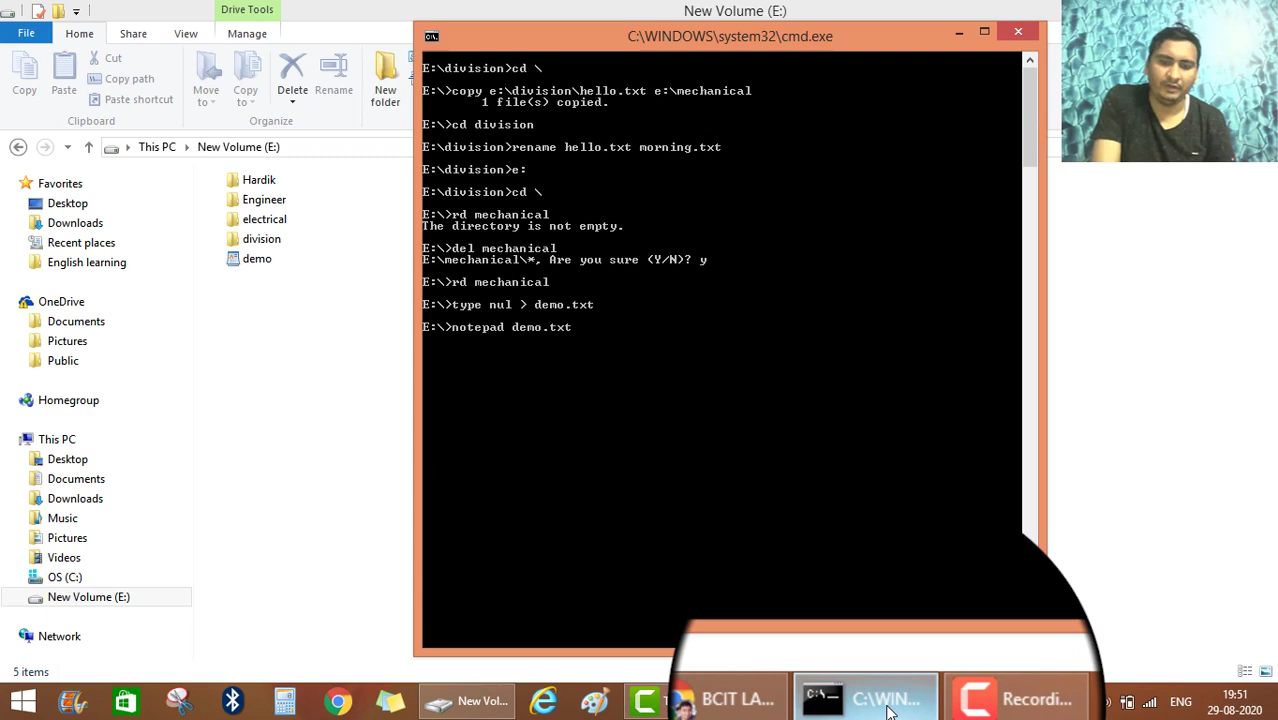 Drive Tools
New Volume (E:)
File
Home
Share
View
Manage
Copy
Paste
Cut
Copy path
Paste shortcut
Clipboard
Move
to
Copy
to
Delete
Rename
Organize
New
folder
This PC
New Volume (E:)
Favorites
Desktop
Downloads
Recent places
Engineering labs
OneDrive
Documents
Pictures
Public
Homegroup
This PC
Desktop
Documents
Downloads
Music
Pictures
Videos
OS (C:)
New Volume (E:)
Network
Hardik
Engineer
electrical
division
demo
5 items
C:\WINDOWS\system32\cmd.exe
E:\division>cd \
E:\>copy e:\division\hello.txt e:\mechanical
1 file(s) copied.
E:\>cd division
E:\division>rename hello.txt morning.txt
E:\division>e:
E:\division>cd \
E:\>rd mechanical
The directory is not empty.
E:\>del mechanical
E:\mechanical\*, Are you sure (Y/N)? y
E:\>rd mechanical
E:\>type nul > demo.txt
E:\>notepad demo.txt
New Vol...
BCIT LA...
C:\WIN...
Recordi...
ENG
19:51
29-08-2020